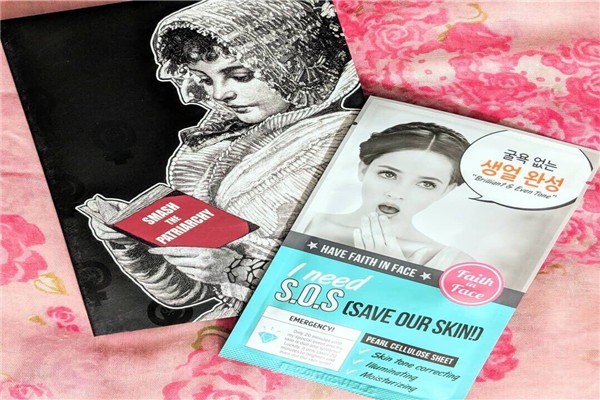 SMASH
THE
PATRIARCHY
굴욕 없는
생얼 완성
"Brilliant & Even Tone"
★ HAVE FAITH IN FACE ★
Faith
in
Face
I need
S.O.S (SAVE OUR SKIN!)
EMERGENCY!
PEARL CELLULOSE SHEET
Skin tone correcting
Illuminating
Moisturizing